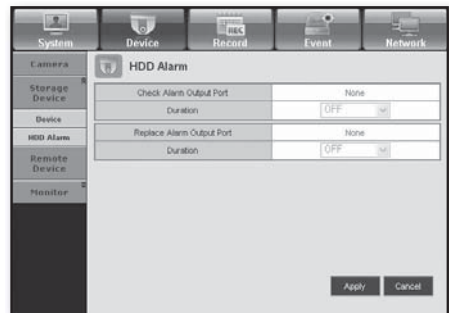 REC
System Device Record Event Network
Camera
Storage
Device
Device
HDD Alarm
Remote
Device
Monitor
HDD Alarm
Check Alarm Output Port None
Duration OFF
Replace Alarm Output Port None
Duration OFF
Apply Cancel